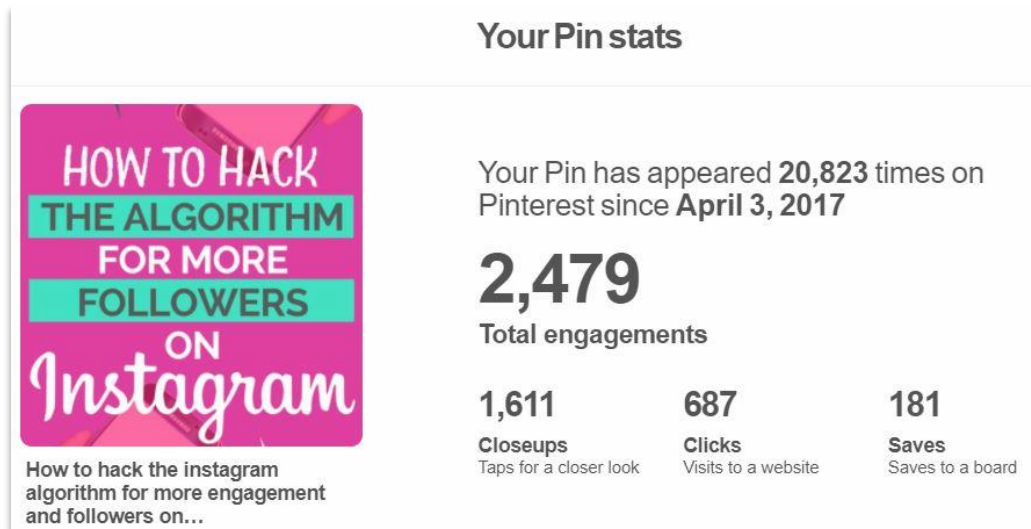 Your Pin stats
HOW TO HACK
THE ALGORITHM
FOR MORE
FOLLOWERS
ON
Instagram
How to hack the instagram
algorithm for more engagement
and followers on...
Your Pin has appeared 20,823 times on
Pinterest since April 3, 2017
2,479
Total engagements
1,611
Closeups
Taps for a closer look
687
Clicks
Visits to a website
181
Saves
Saves to a board